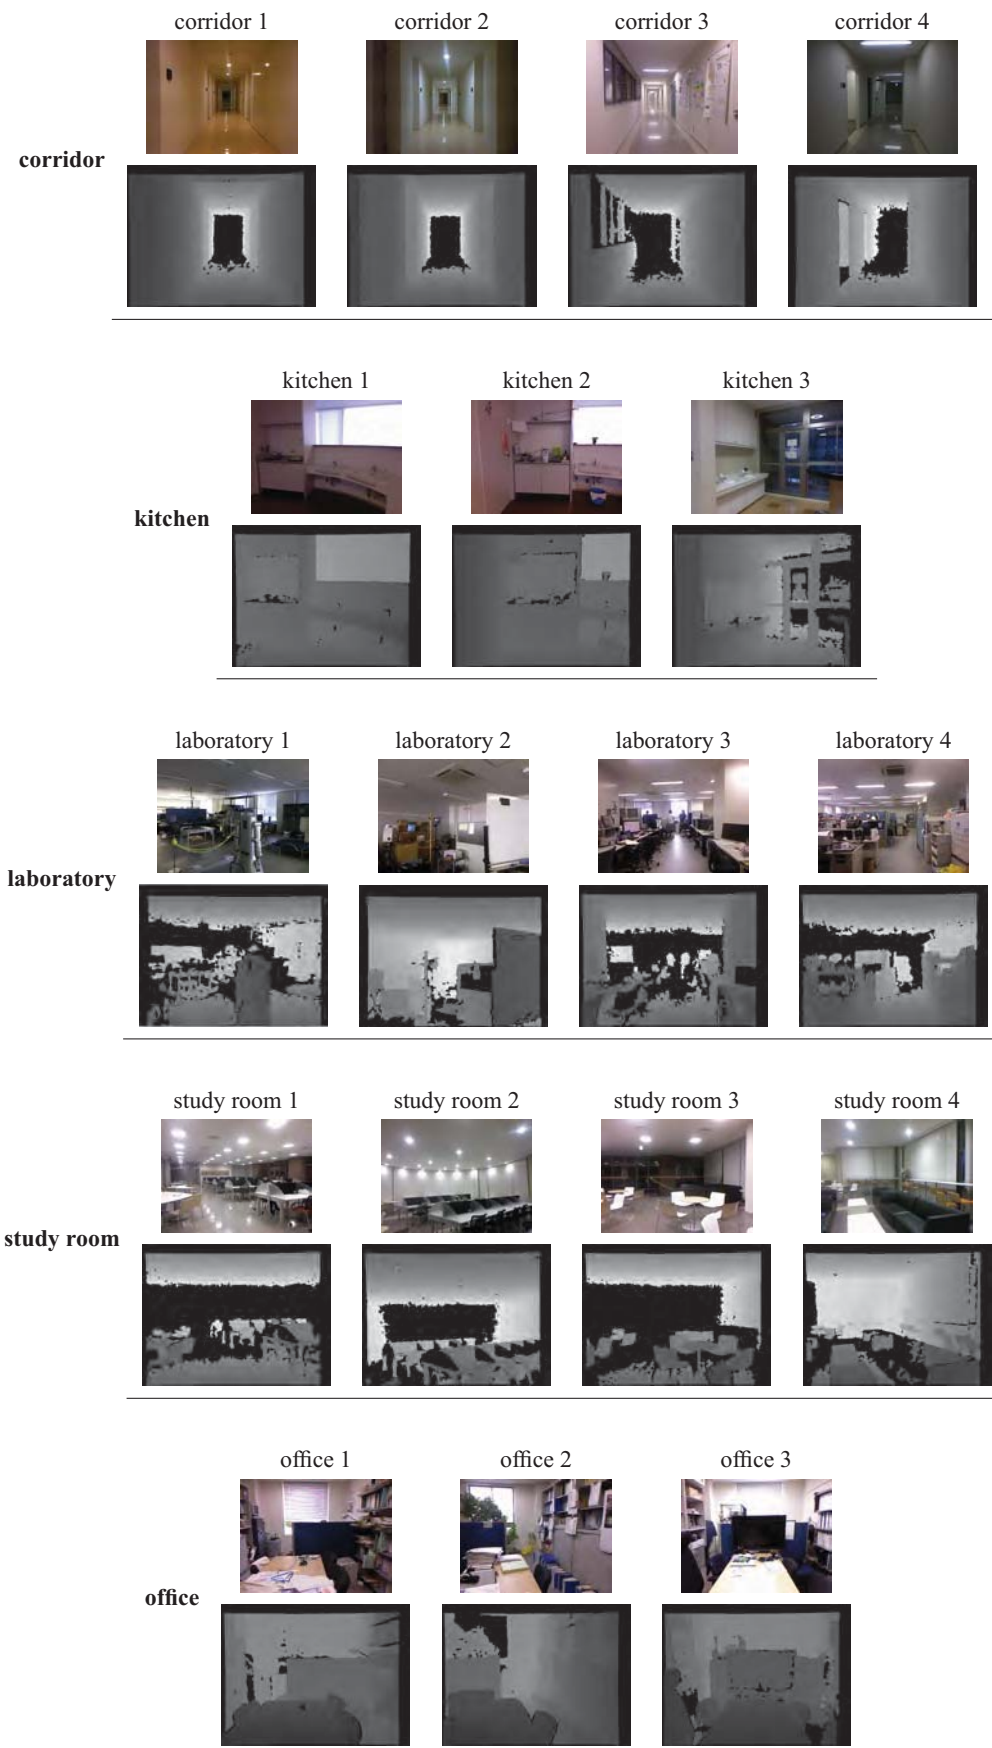 corridor 1 corridor 2 corridor 3 corridor 4
corridor
kitchen 1 kitchen 2 kitchen 3
kitchen
laboratory 1 laboratory 2 laboratory 3 laboratory 4
laboratory
study room 1 study room 2 study room 3 study room 4
study room
office 1 office 2 office 3
office